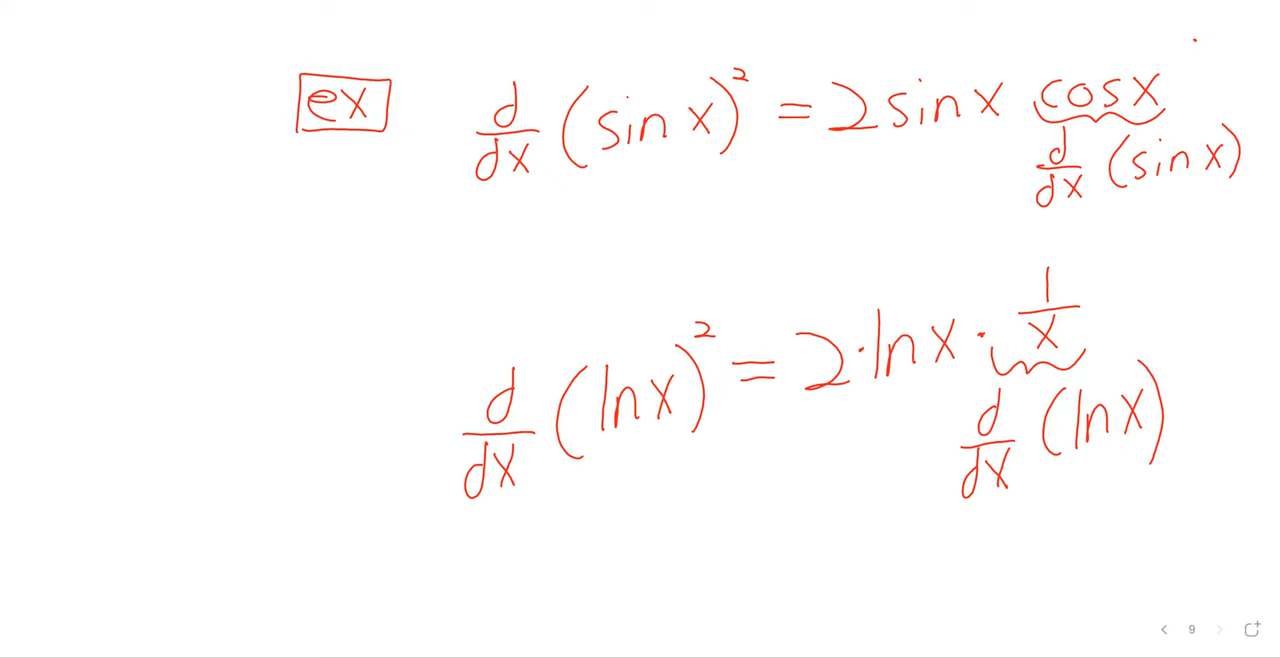 ex d/dx (sin x)² = 2 sin x cos x
d/dx (sin x)
d/dx (ln x)² = 2 · ln x · 1/x
d/dx (ln x)
9